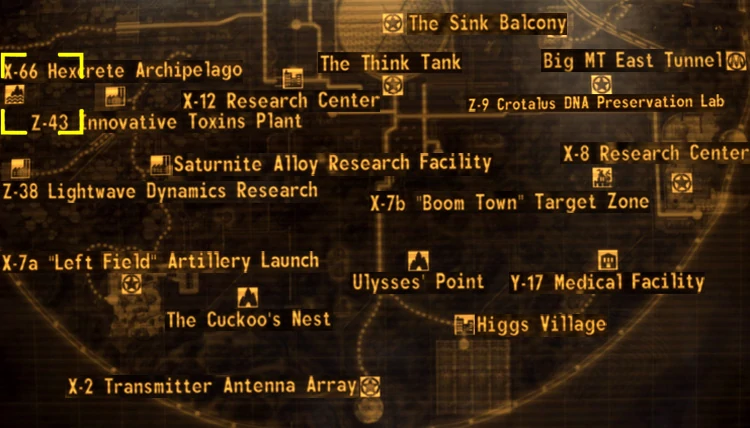 The Sink Balcony
The Think Tank
Big MT East Tunnel
X-66 Hexcrete Archipelago
X-12 Research Center
Z-9 Crotalus DNA Preservation Lab
Z-43 Innovative Toxins Plant
X-8 Research Center
Saturnite Alloy Research Facility
Z-38 Lightwave Dynamics Research
X-7b "Boom Town" Target Zone
X-7a "Left Field" Artillery Launch
Ulysses' Point
Y-17 Medical Facility
The Cuckoo's Nest
Higgs Village
X-2 Transmitter Antenna Array